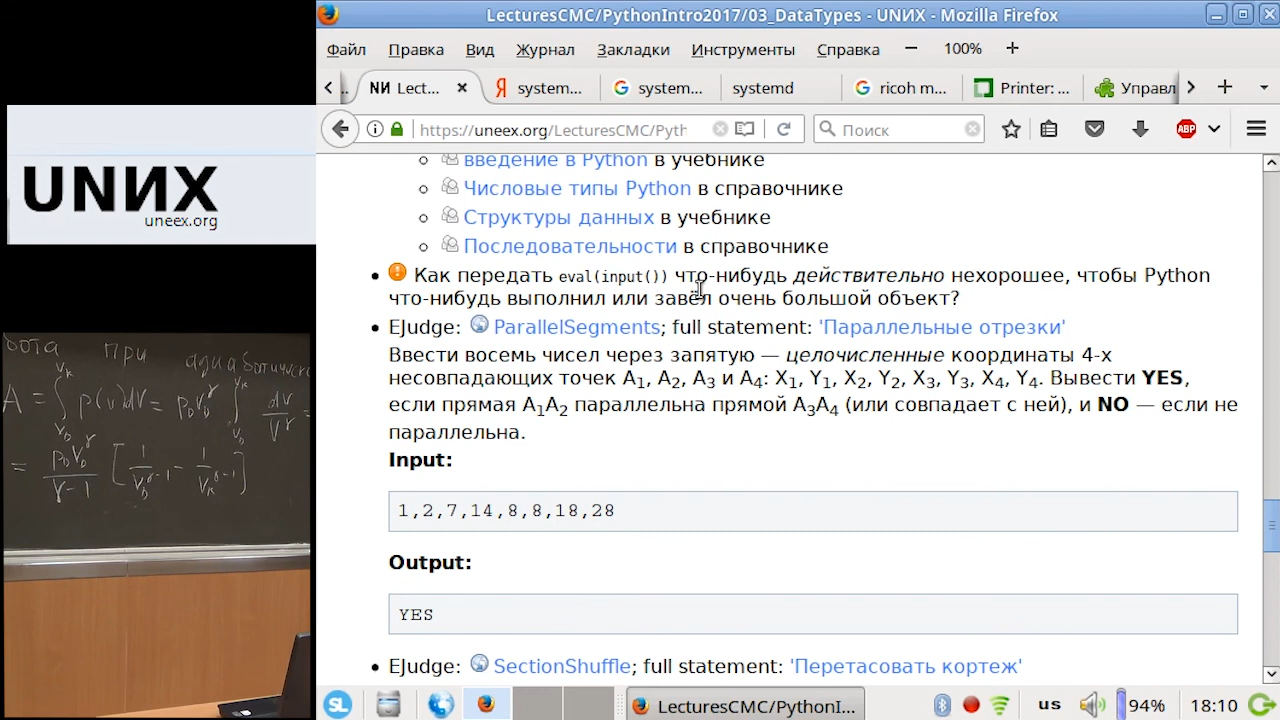 LecturesCMC/PythonIntro2017/03_DataTypes - UNИX - Mozilla Firefox
Файл Правка Вид Журнал Закладки Инструменты Справка − 100% +
NИ Lect... system... system... systemd ricoh m... Printer: ... Управл
https://uneex.org/LecturesCMC/Pyth Поиск ABP
UNИX
uneex.org
введение в Python в учебнике
Числовые типы Python в справочнике
Структуры данных в учебнике
Последовательности в справочнике
Как передать eval(input()) что-нибудь действительно нехорошее, чтобы Python
что-нибудь выполнил или завёл очень большой объект?
EJudge: ParallelSegments; full statement: 'Параллельные отрезки'
Ввести восемь чисел через запятую — целочисленные координаты 4-х
несовпадающих точек A₁, A₂, A₃ и A₄: X₁, Y₁, X₂, Y₂, X₃, Y₃, X₄, Y₄. Вывести YES,
если прямая A₁A₂ параллельна прямой A₃A₄ (или совпадает с ней), и NO — если не
параллельна.
Input:
1,2,7,14,8,8,18,28
Output:
YES
EJudge: SectionShuffle; full statement: 'Перетасовать кортеж'
при
SL LecturesCMC/PythonI... us 94% 18:10